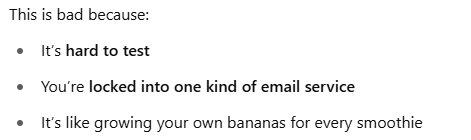 This is bad because:
• It's hard to test
• You're locked into one kind of email service
• It's like growing your own bananas for every smoothie